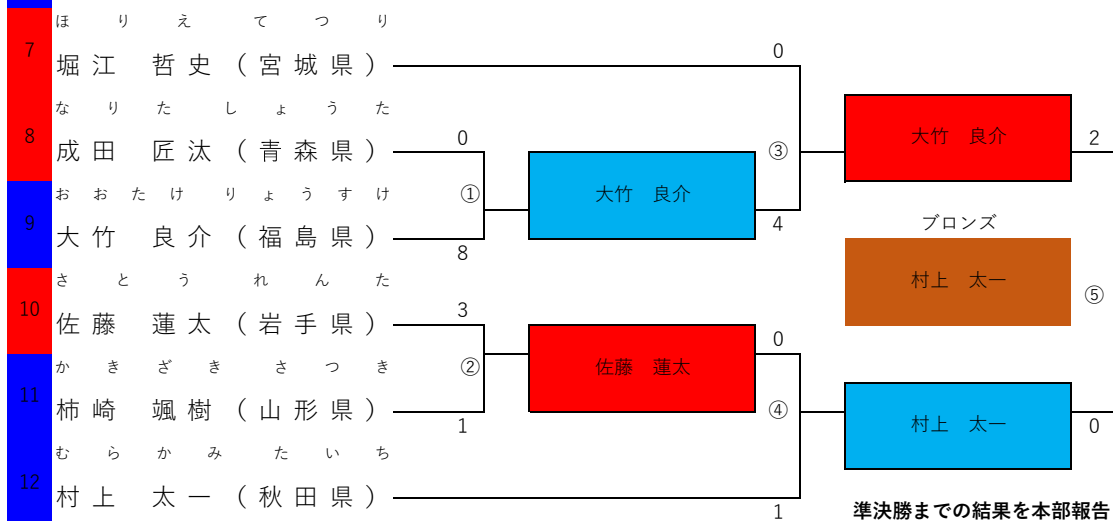 ほりえてつり
7
堀江 哲史(宮城県)
0
なりたしょうた
8
成田 匠汰(青森県)
0
①
大竹 良介
③
大竹 良介
2
おおたけ りょうすけ
9
大竹 良介(福島県)
8
4
ブロンズ
村上 太一
⑤
さとう れんた
10
佐藤 蓮太(岩手県)
3
②
佐藤 蓮太
0
かきざき さつき
11
柿崎 颯樹(山形県)
1
④
村上 太一
0
むらかみ たいち
12
村上 太一(秋田県)
1
準決勝までの結果を本部報告